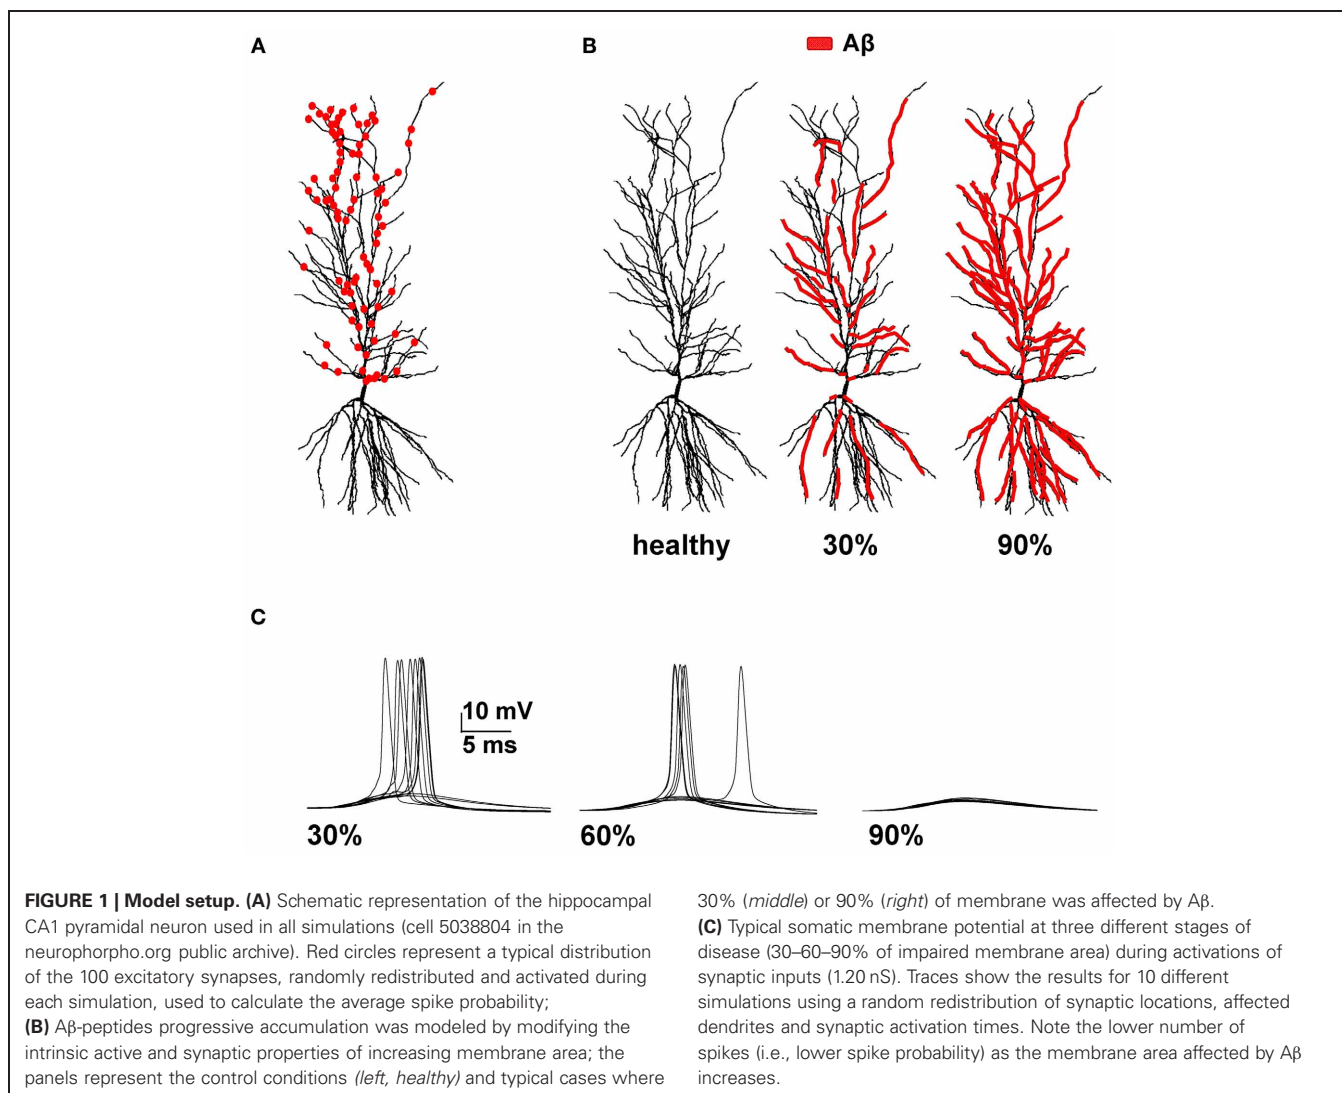 (A)
(B)
Aβ
healthy
30%
90%
(C)
10 mV
5 ms
30%
60%
90%
FIGURE 1 | Model setup. (A) Schematic representation of the hippocampal
CA1 pyramidal neuron used in all simulations (cell 5038804 in the
neurophorpho.org public archive). Red circles represent a typical distribution
of the 100 excitatory synapses, randomly redistributed and activated during
each simulation, used to calculate the average spike probability;
(B) Aβ-peptides progressive accumulation was modeled by modifying the
intrinsic active and synaptic properties of increasing membrane area; the
panels represent the control conditions (left, healthy) and typical cases where
30% (middle) or 90% (right) of membrane was affected by Aβ.
(C) Typical somatic membrane potential at three different stages of
disease (30–60–90% of impaired membrane area) during activations of
synaptic inputs (1.20 nS). Traces show the results for 10 different
simulations using a random redistribution of synaptic locations, affected
dendrites and synaptic activation times. Note the lower number of
spikes (i.e., lower spike probability) as the membrane area affected by Aβ
increases.